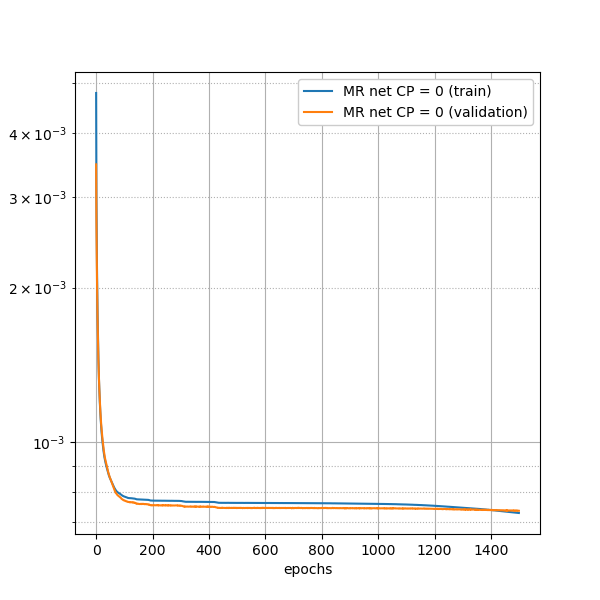 MR net CP = 0 (train)
MR net CP = 0 (validation)
4 × 10⁻³
3 × 10⁻³
2 × 10⁻³
10⁻³
0 200 400 600 800 1000 1200 1400
epochs